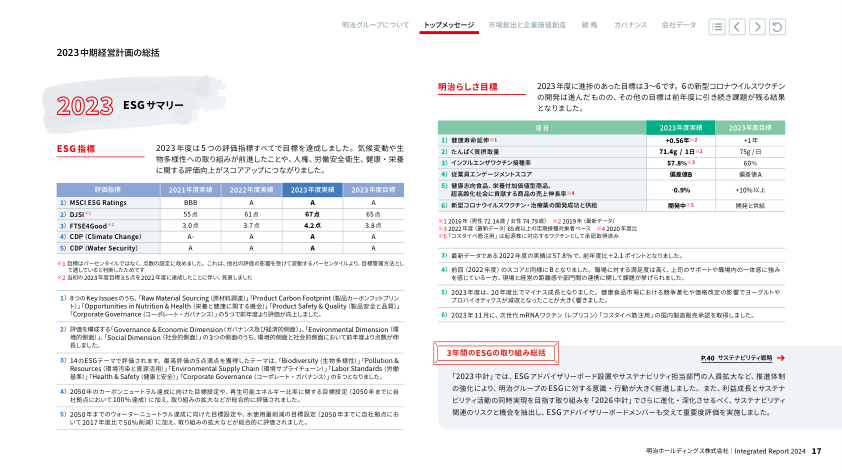 明治グループについて　トップメッセージ　市場創出と企業価値創造　戦 略　ガバナンス　会社データ
2023中期経営計画の総括
2023 ESGサマリー
ESG指標
2023年度は5つの評価指標すべてで目標を達成しました。気候変動や生
物多様性への取り組みが前進したことや、人権、労働安全衛生、健康・栄養
に関する評価向上がスコアアップにつながりました。
評価指標　2021年度実績　2022年度実績　2023年度実績　2023年度目標
1）MSCI ESG Ratings　BBB　A　A　A
2）DJSI※1　55点　61点　67点　65点
3）FTSE4Good※2　3.0点　3.7点　4.2点　3.8点
4）CDP (Climate Change)　A-　A　A　A
5）CDP (Water Security)　A　A-　A　A
※1 目標はパーセンタイルではなく、点数の設定に改めました。これは、他社の評価の影響を受けて変動するパーセンタイルより、目標管理方法とし
て適していると判断したためです
※2 当初の2023年度目標3.5点を2022年度に達成したことに伴い、見直しました
1）8つのKey Issuesのうち、「Raw Material Sourcing（原材料調達）」「Product Carbon Footprint（製品カーボンフットプリン
ト）」「Opportunities in Nutrition & Health（栄養と健康に関する機会）」「Product Safety & Quality（製品安全と品質）」
「Corporate Governance（コーポレート・ガバナンス）」の5つで前年度より評価が向上しました。
2）評価を構成する「Governance & Economic Dimension（ガバナンス及び経済的側面）」、「Environmental Dimension（環
境的側面）」、「Social Dimension（社会的側面）」の3つの側面のうち、環境的側面と社会的側面において前年度より点数が伸
長しました。
3）14のESGテーマで評価されます。最高評価の5点満点を獲得したテーマは、「Biodiversity（生物多様性）」「Pollution &
Resources（環境汚染と資源活用）」「Environmental Supply Chain（環境サプライチェーン）」「Labor Standards（労働
基準）」「Health & Safety（健康と安全）」「Corporate Governance（コーポレート・ガバナンス）」の6つとなりました。
4）2050年のカーボンニュートラル達成に向けた目標設定や、再生可能エネルギー比率に関する目標設定（2050年までに自
社拠点において100%達成）に加え、取り組みの拡大などが総合的に評価されました。
5）2050年までのウォーターニュートラル達成に向けた目標設定や、水使用量削減の目標設定（2050年までに自社拠点にお
いて2017年度比で50%削減）に加え、取り組みの拡大などが総合的に評価されました。
明治らしさ目標
2023年度に進捗のあった目標は3～6です。6の新型コロナウイルスワクチン
の開発は進んだものの、その他の目標は前年度に引き続き課題が残る結果
となりました。
項 目　2023年度実績　2023年度目標
1）健康寿命延伸※1　+0.56年※2　+1年
2）たんぱく質摂取量　71.4g / 1日※2　75g/日
3）インフルエンザワクチン接種率　57.8%※3　60%
4）従業員エンゲージメントスコア　偏差値B　偏差値A
5）健康志向食品、栄養付加価値型商品、
超高齢化社会に貢献する商品の売上伸長率※4　-0.9%　+10%以上
6）新型コロナウイルスワクチン・治療薬の開発成功と供給　開発中※5　開発と供給
※1 2016年（男性 72.14歳 / 女性 74.79歳）　※2 2019年（最新データ）
※3 2022年度（最新データ）65歳以上の定期接種対象者ベース　※4 2020年度比
※5 「コスタイベ筋注用」は起源株に対応するワクチンとして承認取得済み
3）最新データである2022年度の実績は57.8%で、前年度比+2.1ポイントとなりました。
4）前回（2022年度）のスコアと同様にBとなりました。職場に対する満足度は高く、上司のサポートや職場内の一体感に強み
を感じている一方、現場と経営の距離感や部門間の連携に関して課題が挙げられました。
5）2023年度は、20年度比でマイナス成長となりました。健康食品市場における競争激化や価格改定の影響でヨーグルトや
プロバイオティクスが減収となったことが大きく響きました。
6）2023年11月に、次世代mRNAワクチン（レプリコン）「コスタイベ筋注用」の国内製造販売承認を取得しました。
3年間のESGの取り組み総括
P.40 サステナビリティ戦略 →
「2023中計」では、ESGアドバイザリーボード設置やサステナビリティ担当部門の人員拡大など、推進体制
の強化により、明治グループのESGに対する意識・行動が大きく前進しました。また、利益成長とサステナ
ビリティ活動の同時実現を目指す取り組みを「2026中計」でさらに進化・深化させるべく、サステナビリティ
関連のリスクと機会を抽出し、ESGアドバイザリーボードメンバーも交えて重要度評価を実施しました。
明治ホールディングス株式会社 | Integrated Report 2024　17